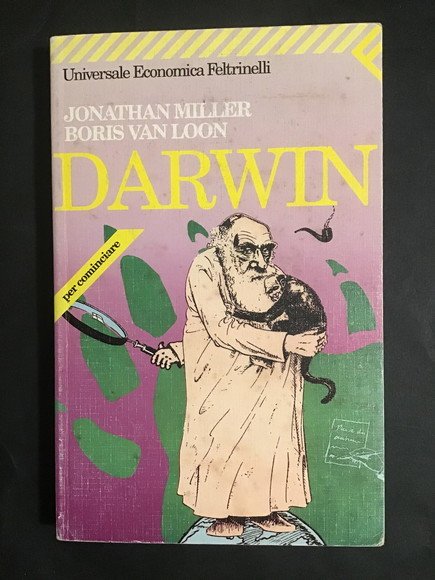 Universale Economica Feltrinelli
JONATHAN MILLER
BORIS VAN LOON
DARWIN
per cominciare